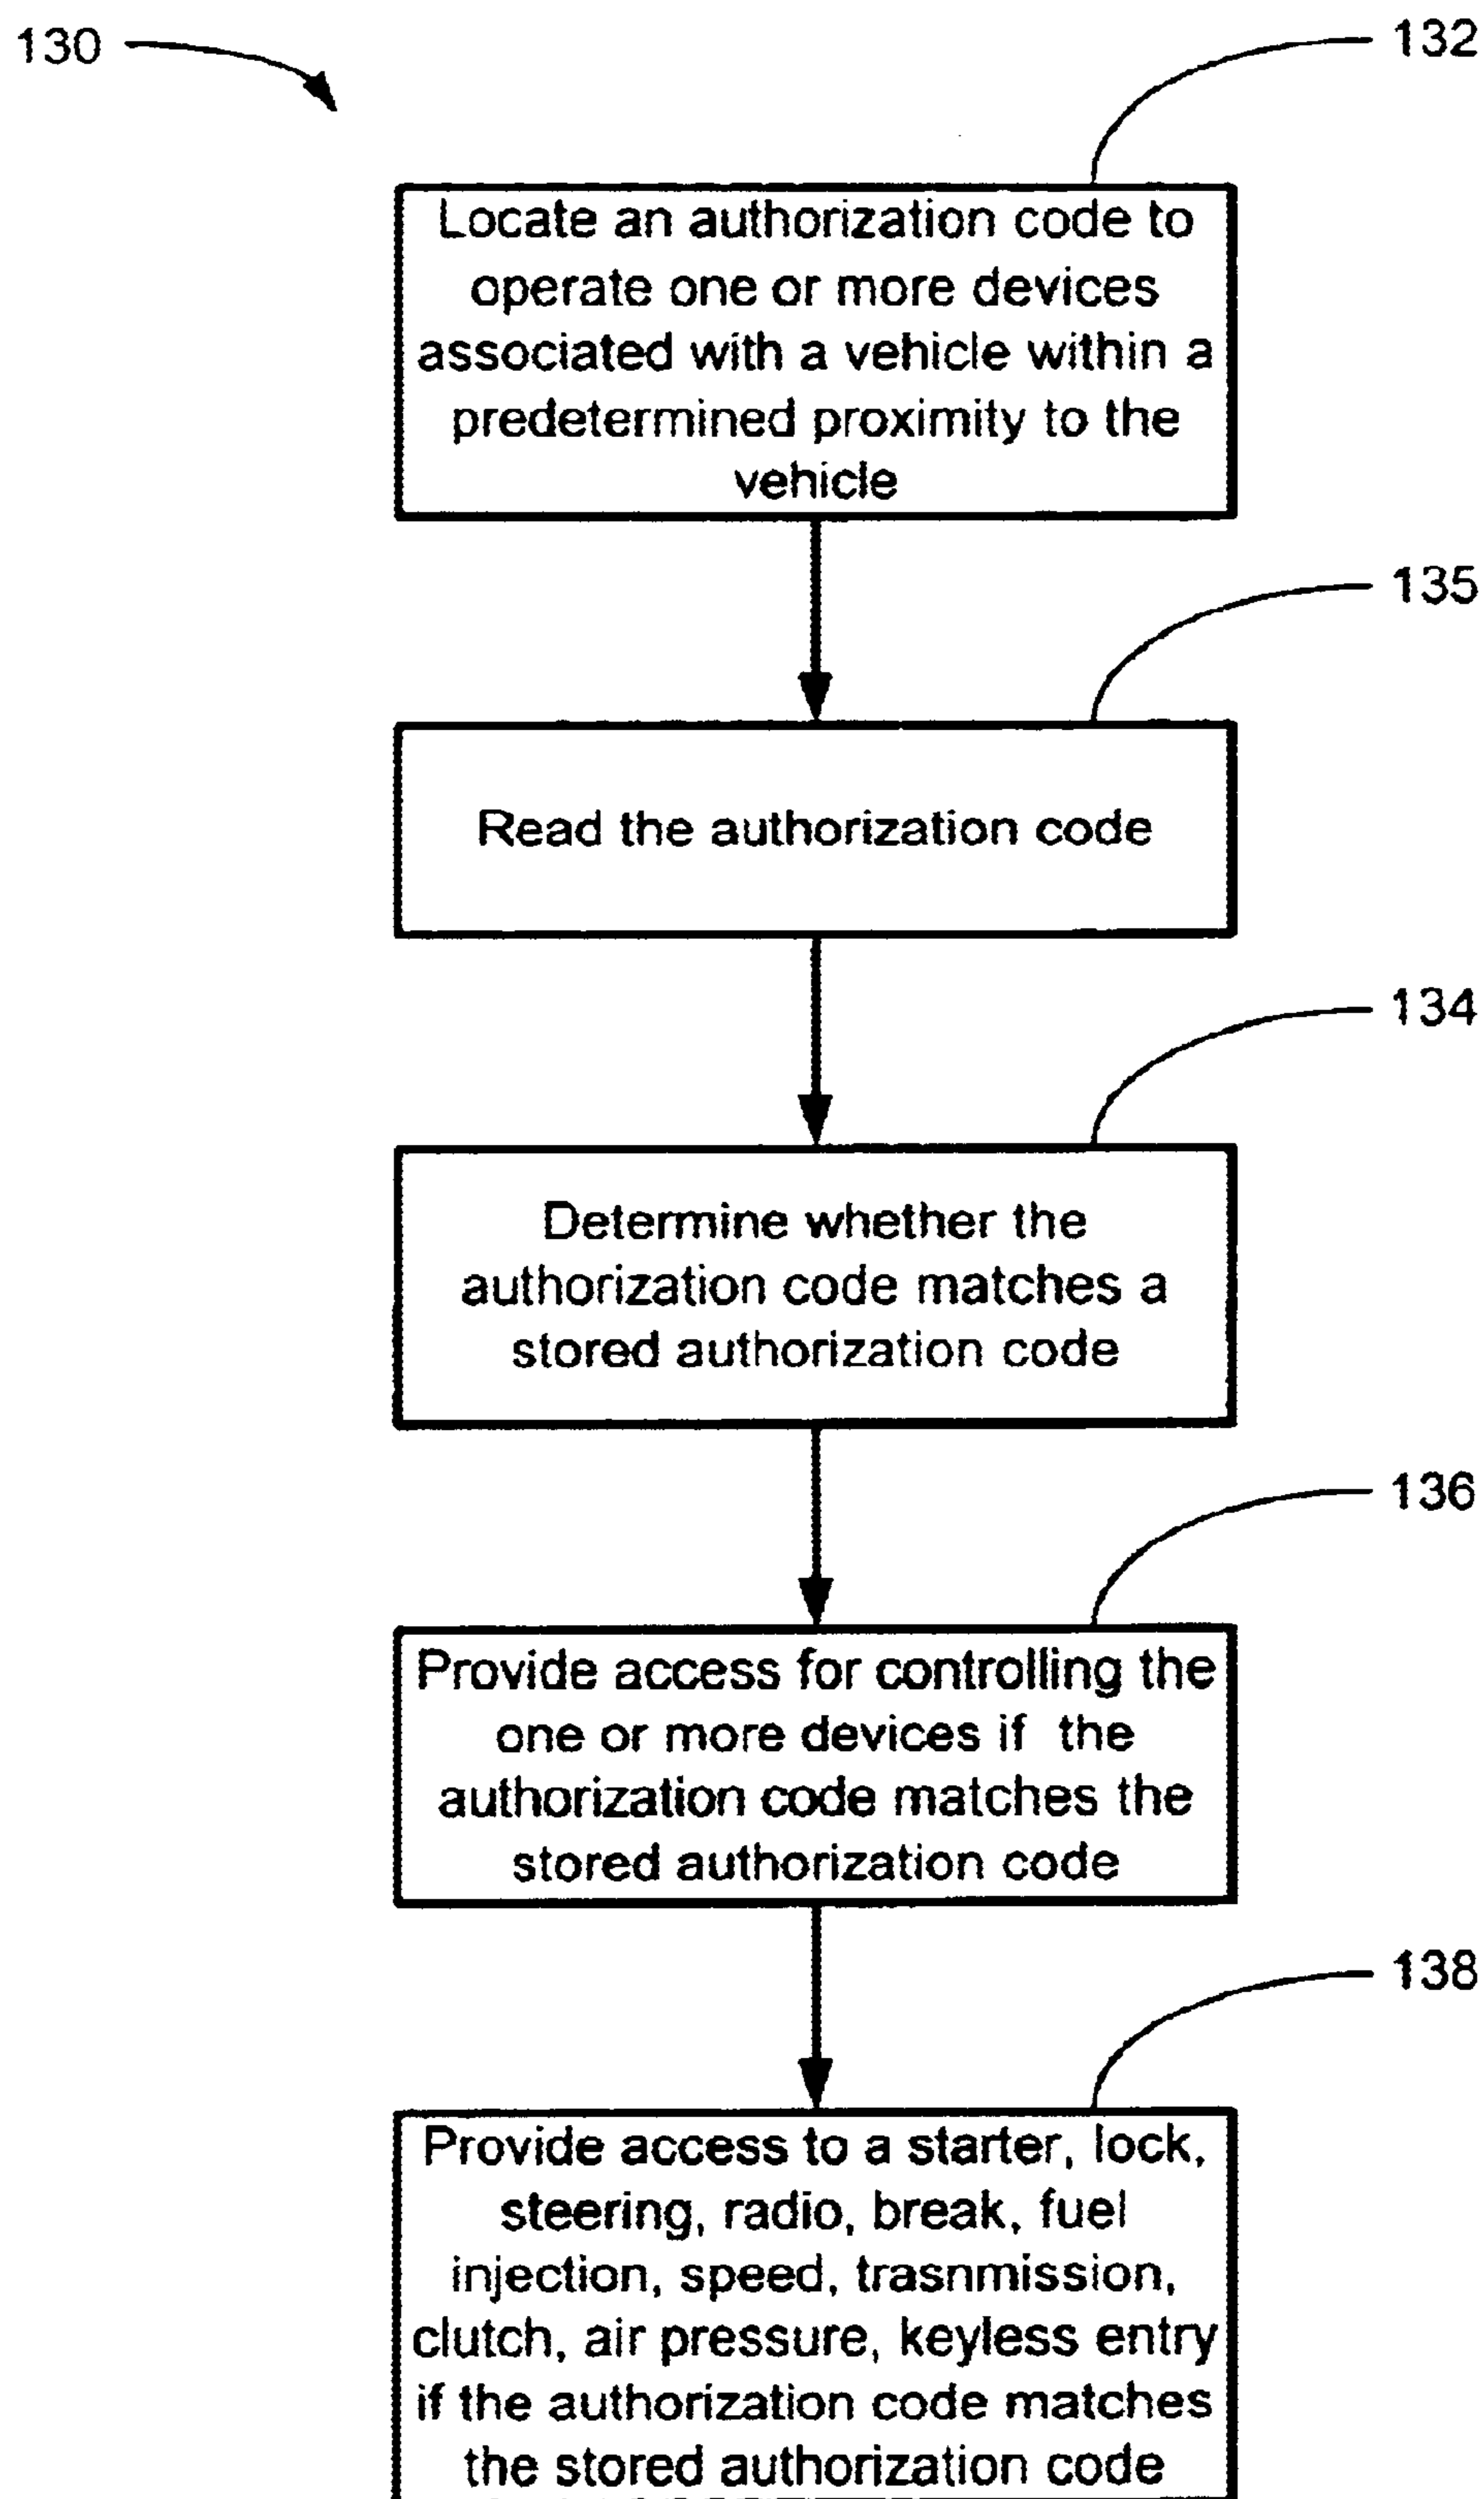 130
132
Locate an authorization code to
operate one or more devices
associated with a vehicle within a
predetermined proximity to the
vehicle
135
Read the authorization code
134
Determine whether the
authorization code matches a
stored authorization code
136
Provide access for controlling the
one or more devices if the
authorization code matches the
stored authorization code
138
Provide access to a starter, lock,
steering, radio, break, fuel
injection, speed, trasnmission,
clutch, air pressure, keyless entry
if the authorization code matches
the stored authorization code